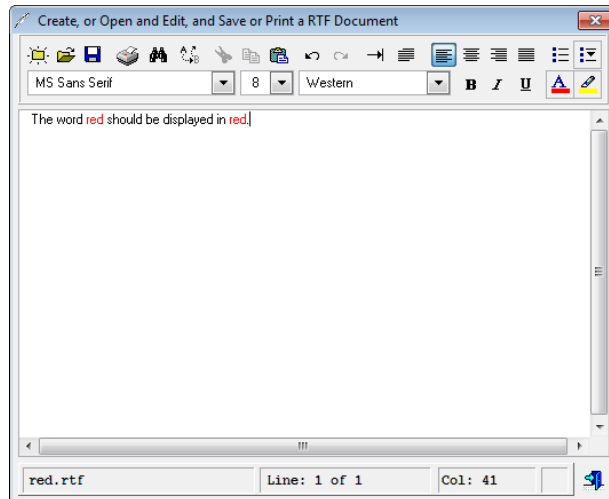 Create, or Open and Edit, and Save or Print a RTF Document
MS Sans Serif 8 Western B I U A
The word red should be displayed in red.
red.rtf Line: 1 of 1 Col: 41